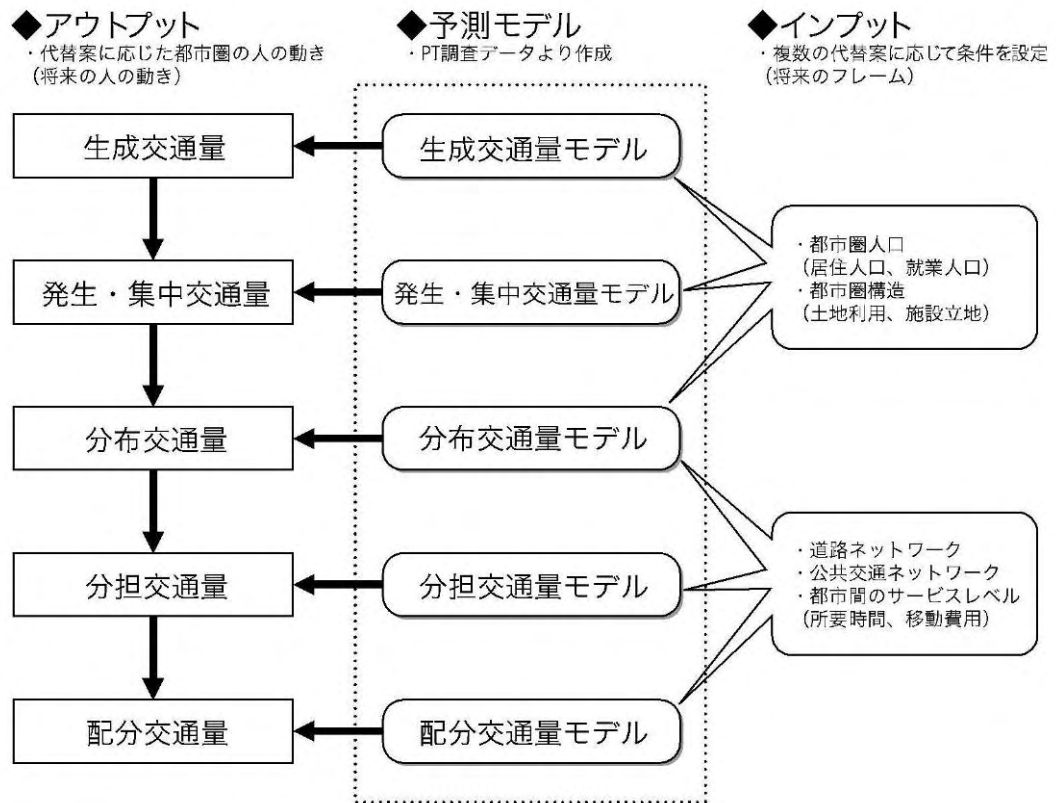 ◆アウトプット
・代替案に応じた都市圏の人の動き
(将来の人の動き)
◆予測モデル
・PT調査データより作成
◆インプット
・複数の代替案に応じて条件を設定
(将来のフレーム)
生成交通量
生成交通量モデル
・都市圏人口
(居住人口、就業人口)
・都市圏構造
(土地利用、施設立地)
発生・集中交通量
発生・集中交通量モデル
分布交通量
分布交通量モデル
・道路ネットワーク
・公共交通ネットワーク
・都市間のサービスレベル
(所要時間、移動費用)
分担交通量
分担交通量モデル
配分交通量
配分交通量モデル